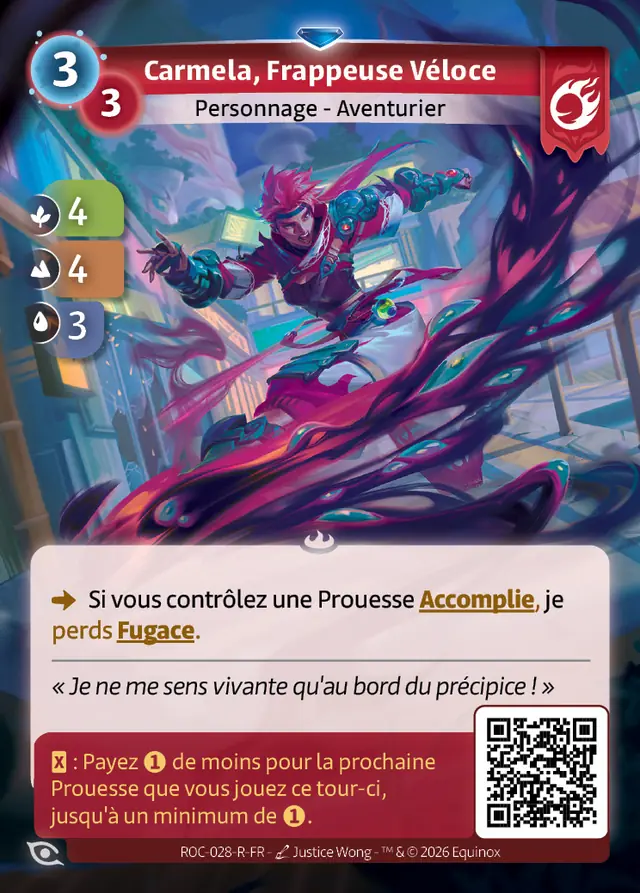 3
Carmela, Frappeuse Véloce
3
Personnage - Aventurier
4
4
3
Si vous contrôlez une Prouesse Accomplie, je
perds Fugace.
« Je ne me sens vivante qu'au bord du précipice ! »
X : Payez 1 de moins pour la prochaine
Prouesse que vous jouez ce tour-ci,
jusqu'à un minimum de 1.
ROC-028-R-FR - Justice Wong - ™ & © 2026 Equinox